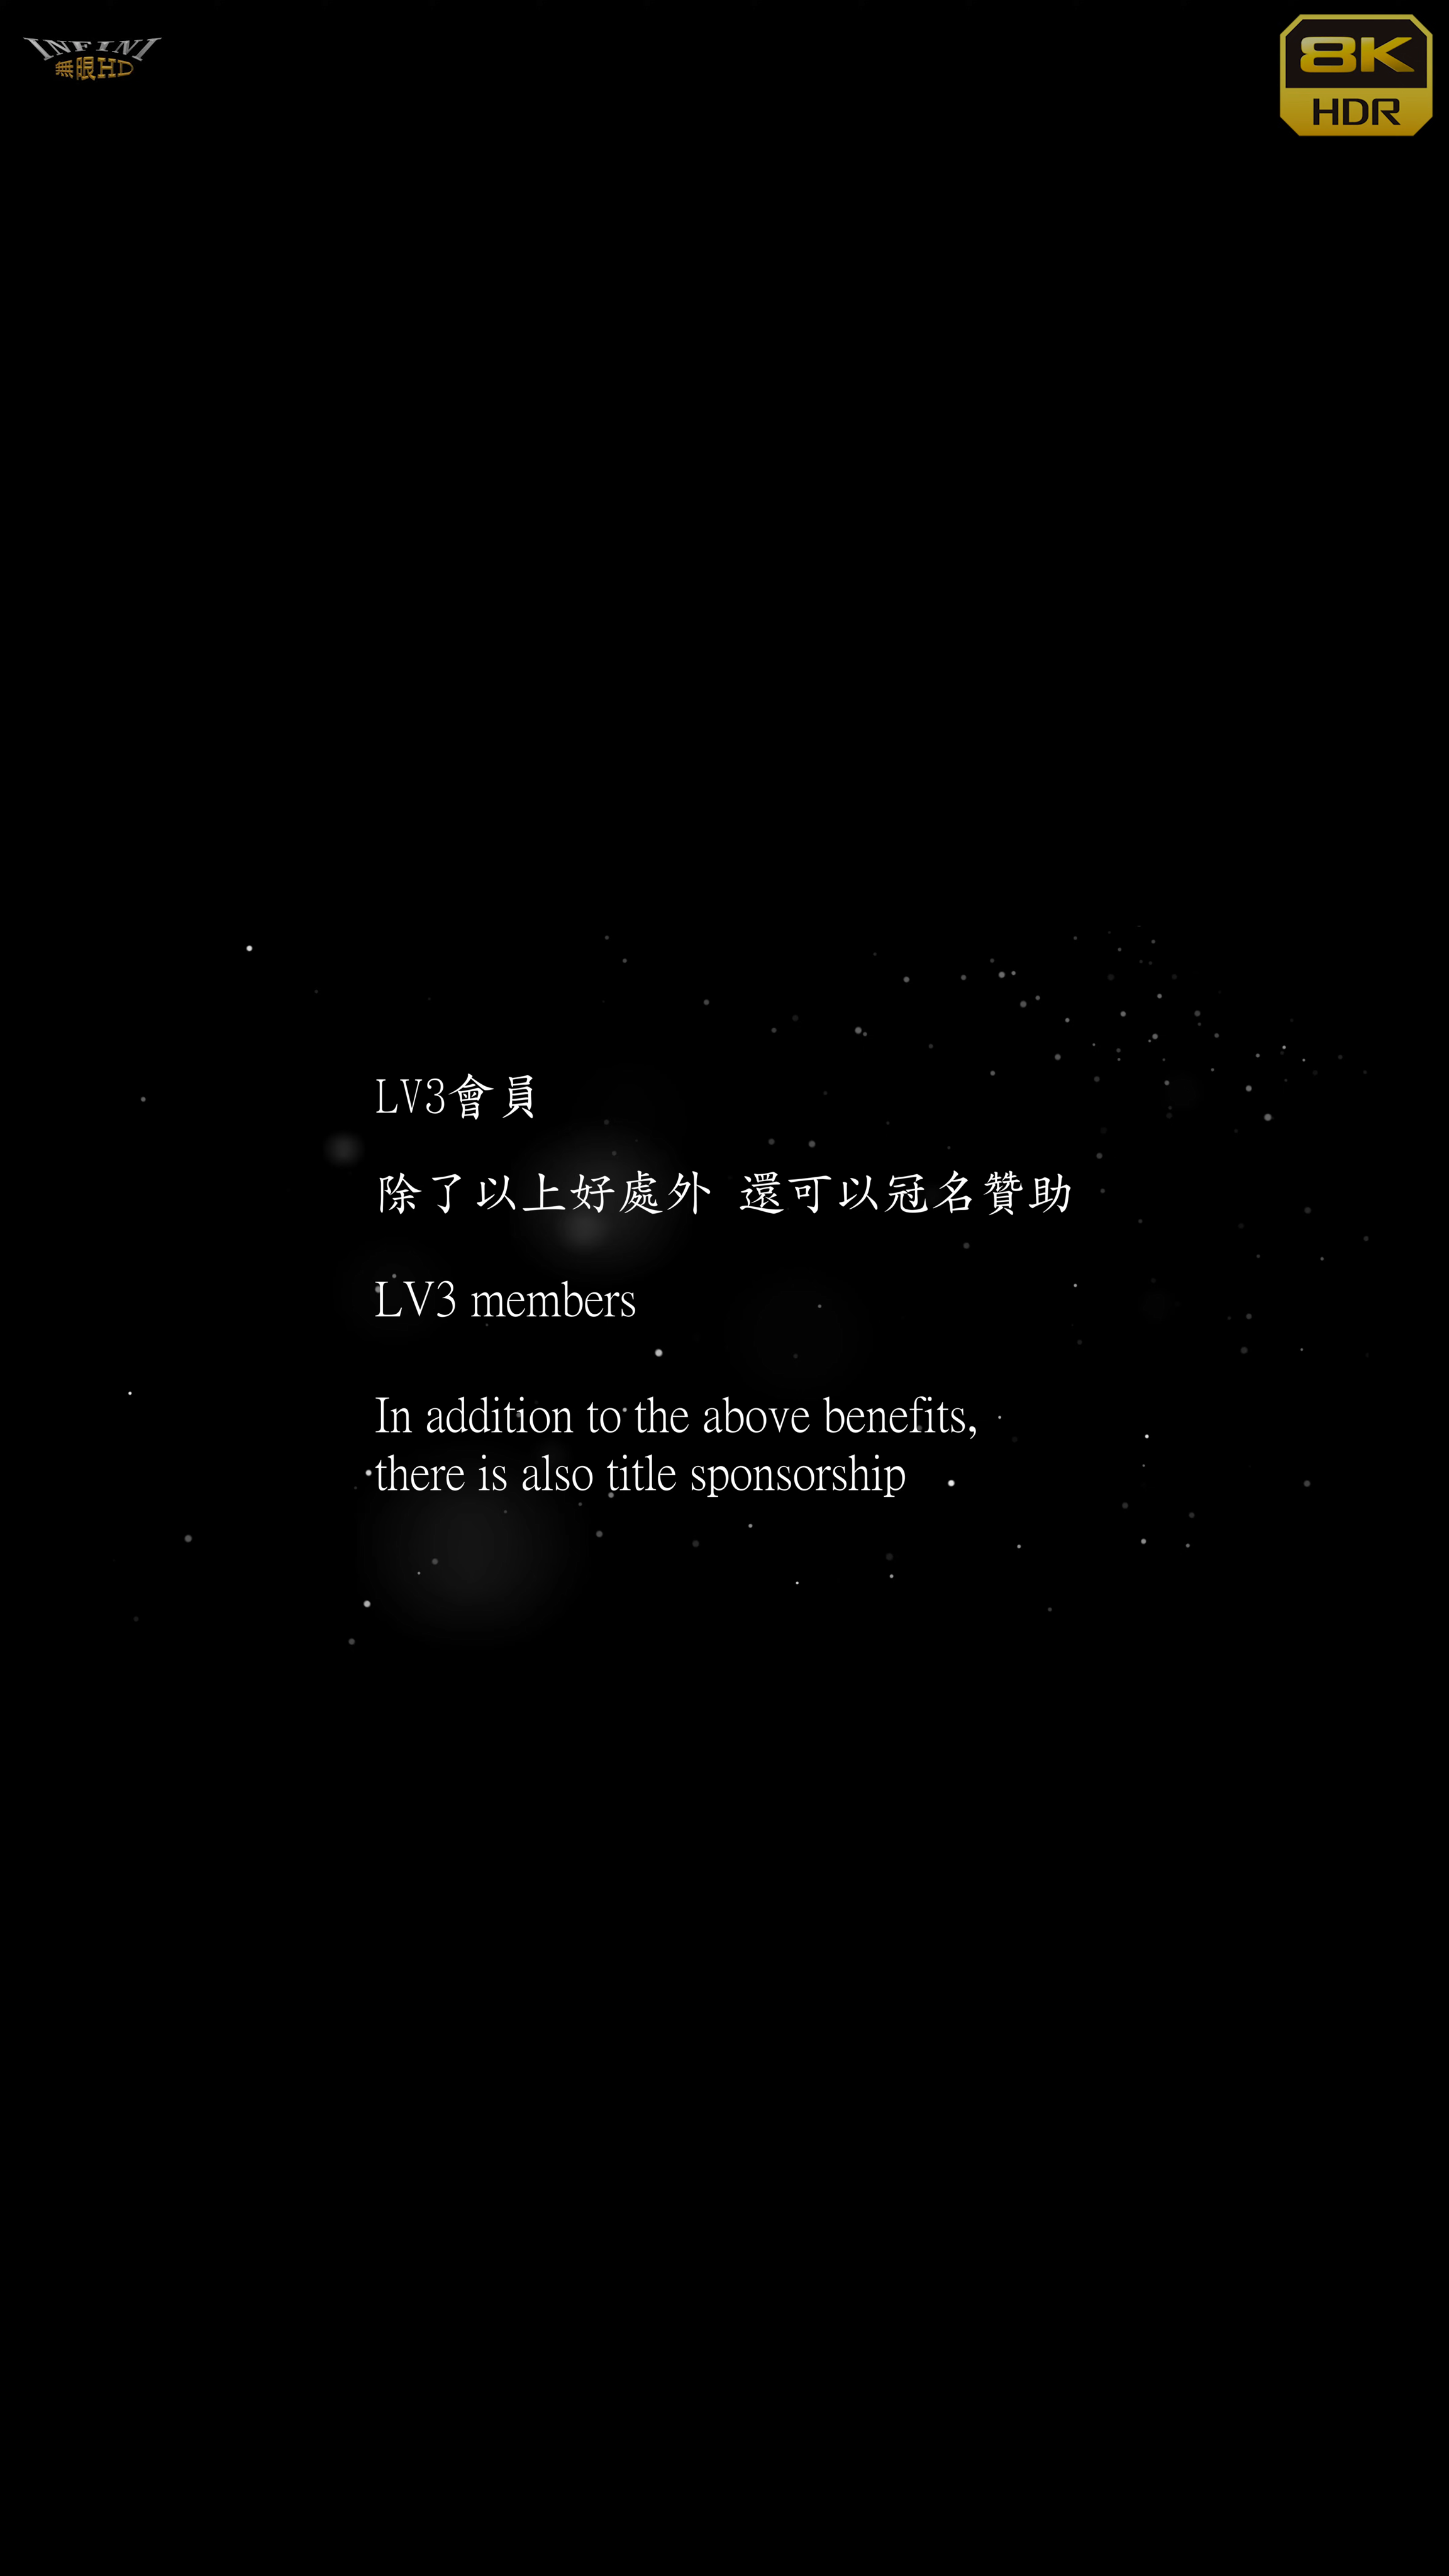 INFINI
無限HD
8K
HDR
LV3會員
除了以上好處外 還可以冠名贊助
LV3 members
In addition to the above benefits,
there is also title sponsorship